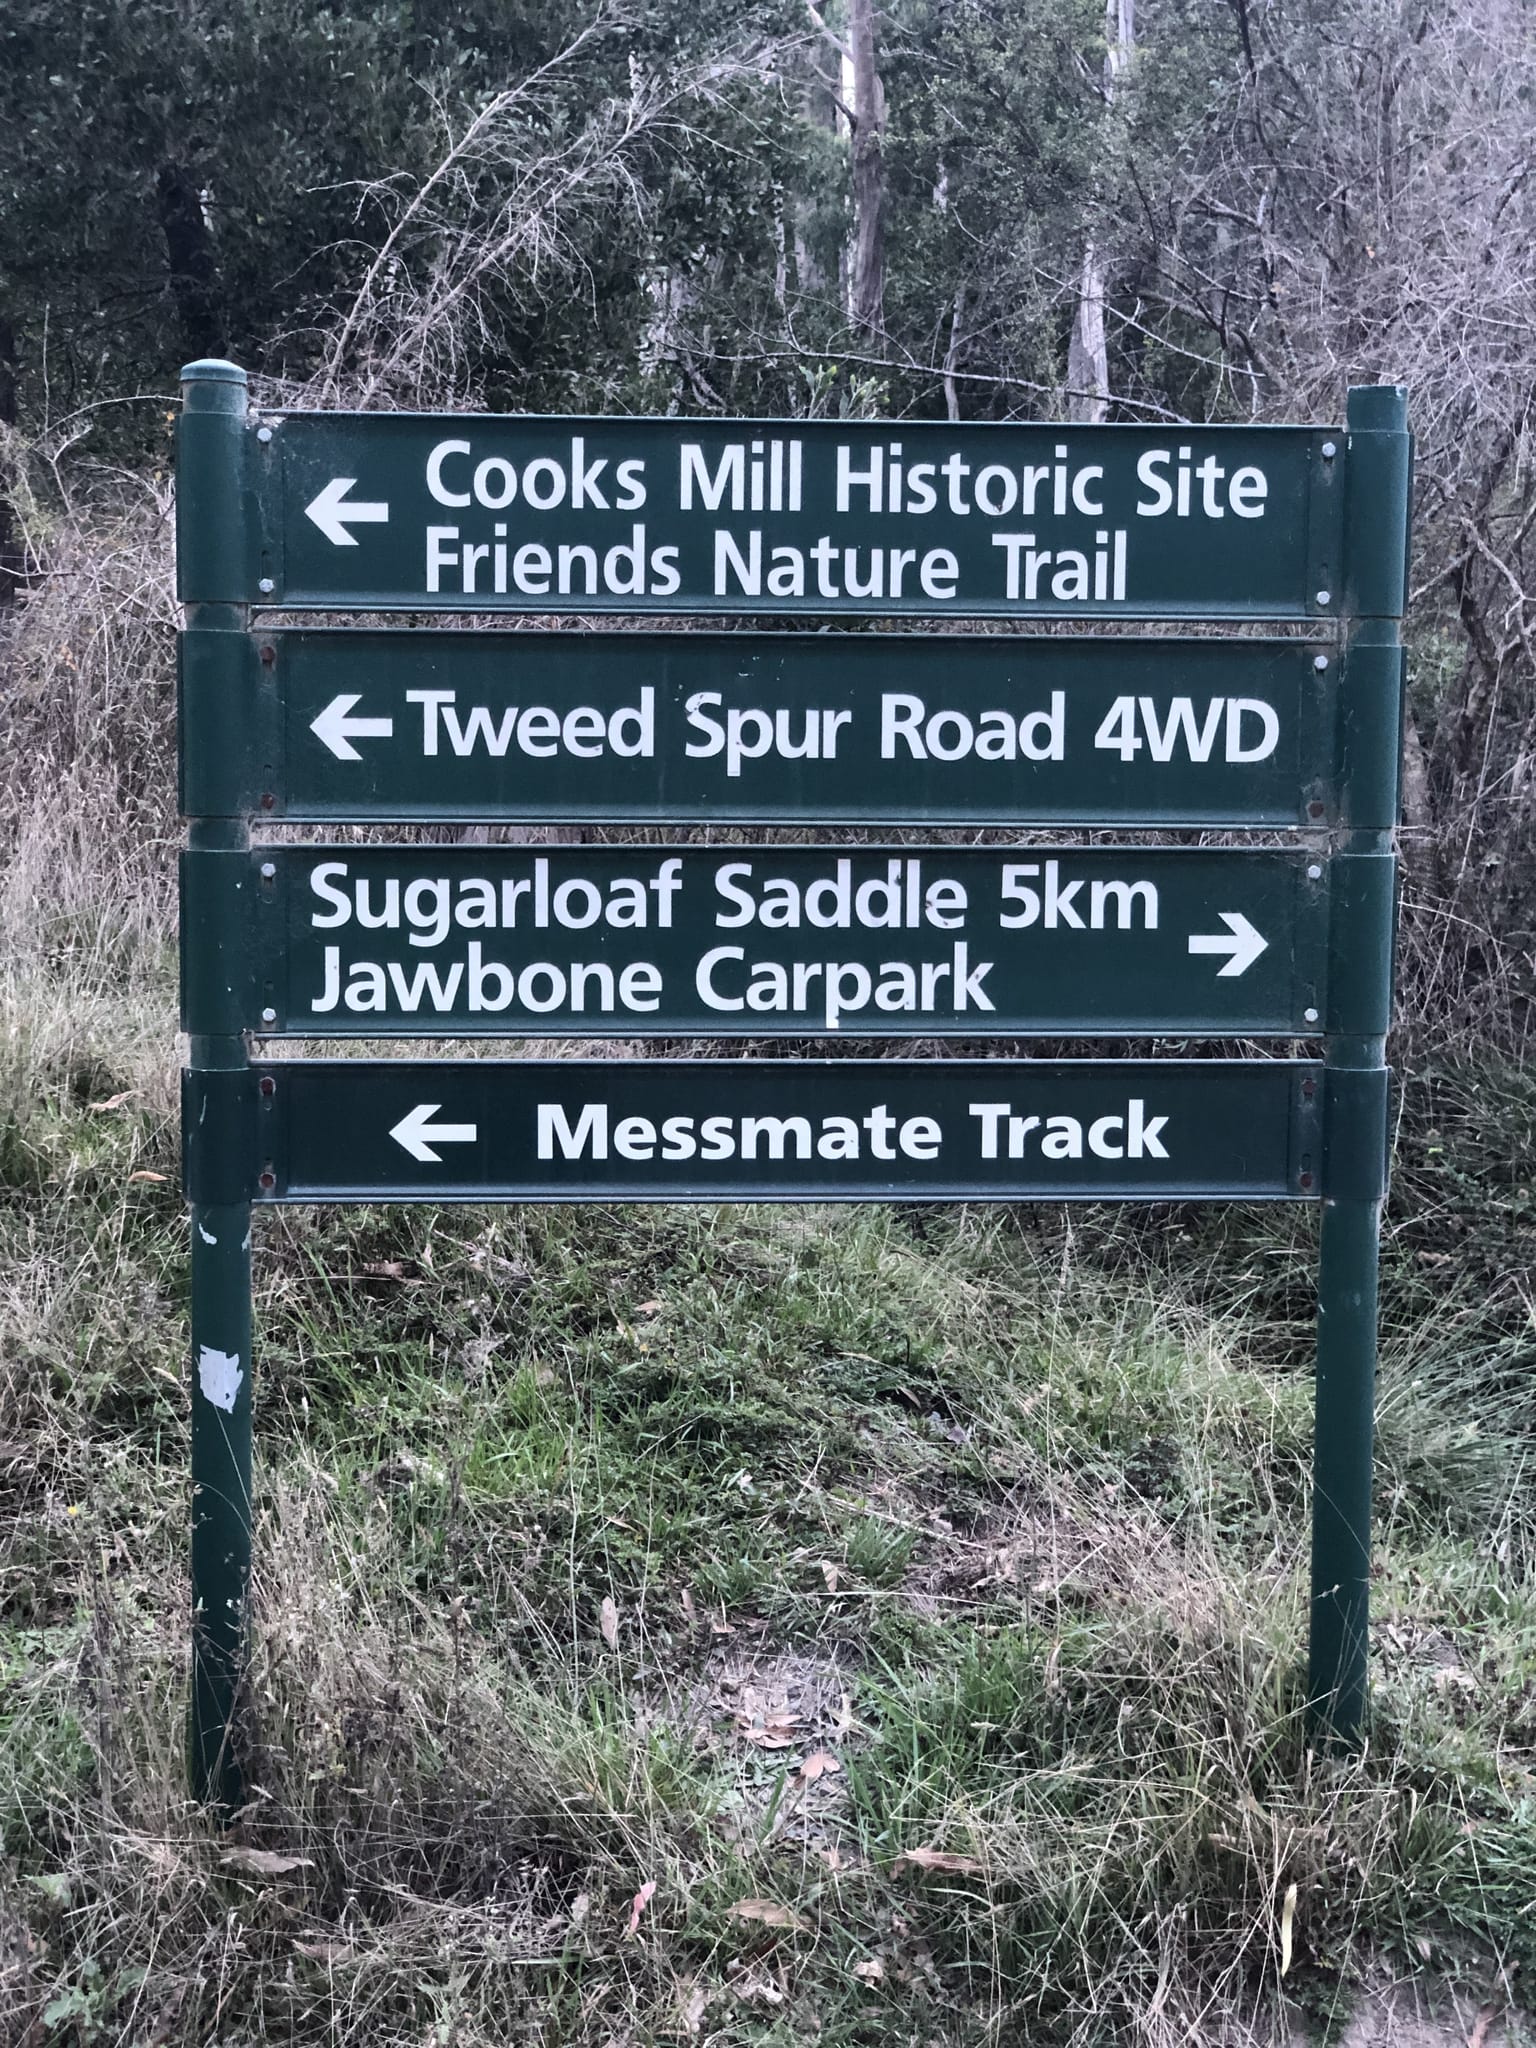 Cooks Mill Historic Site
Friends Nature Trail
Tweed Spur Road 4WD
Sugarloaf Saddle 5km
Jawbone Carpark
Messmate Track